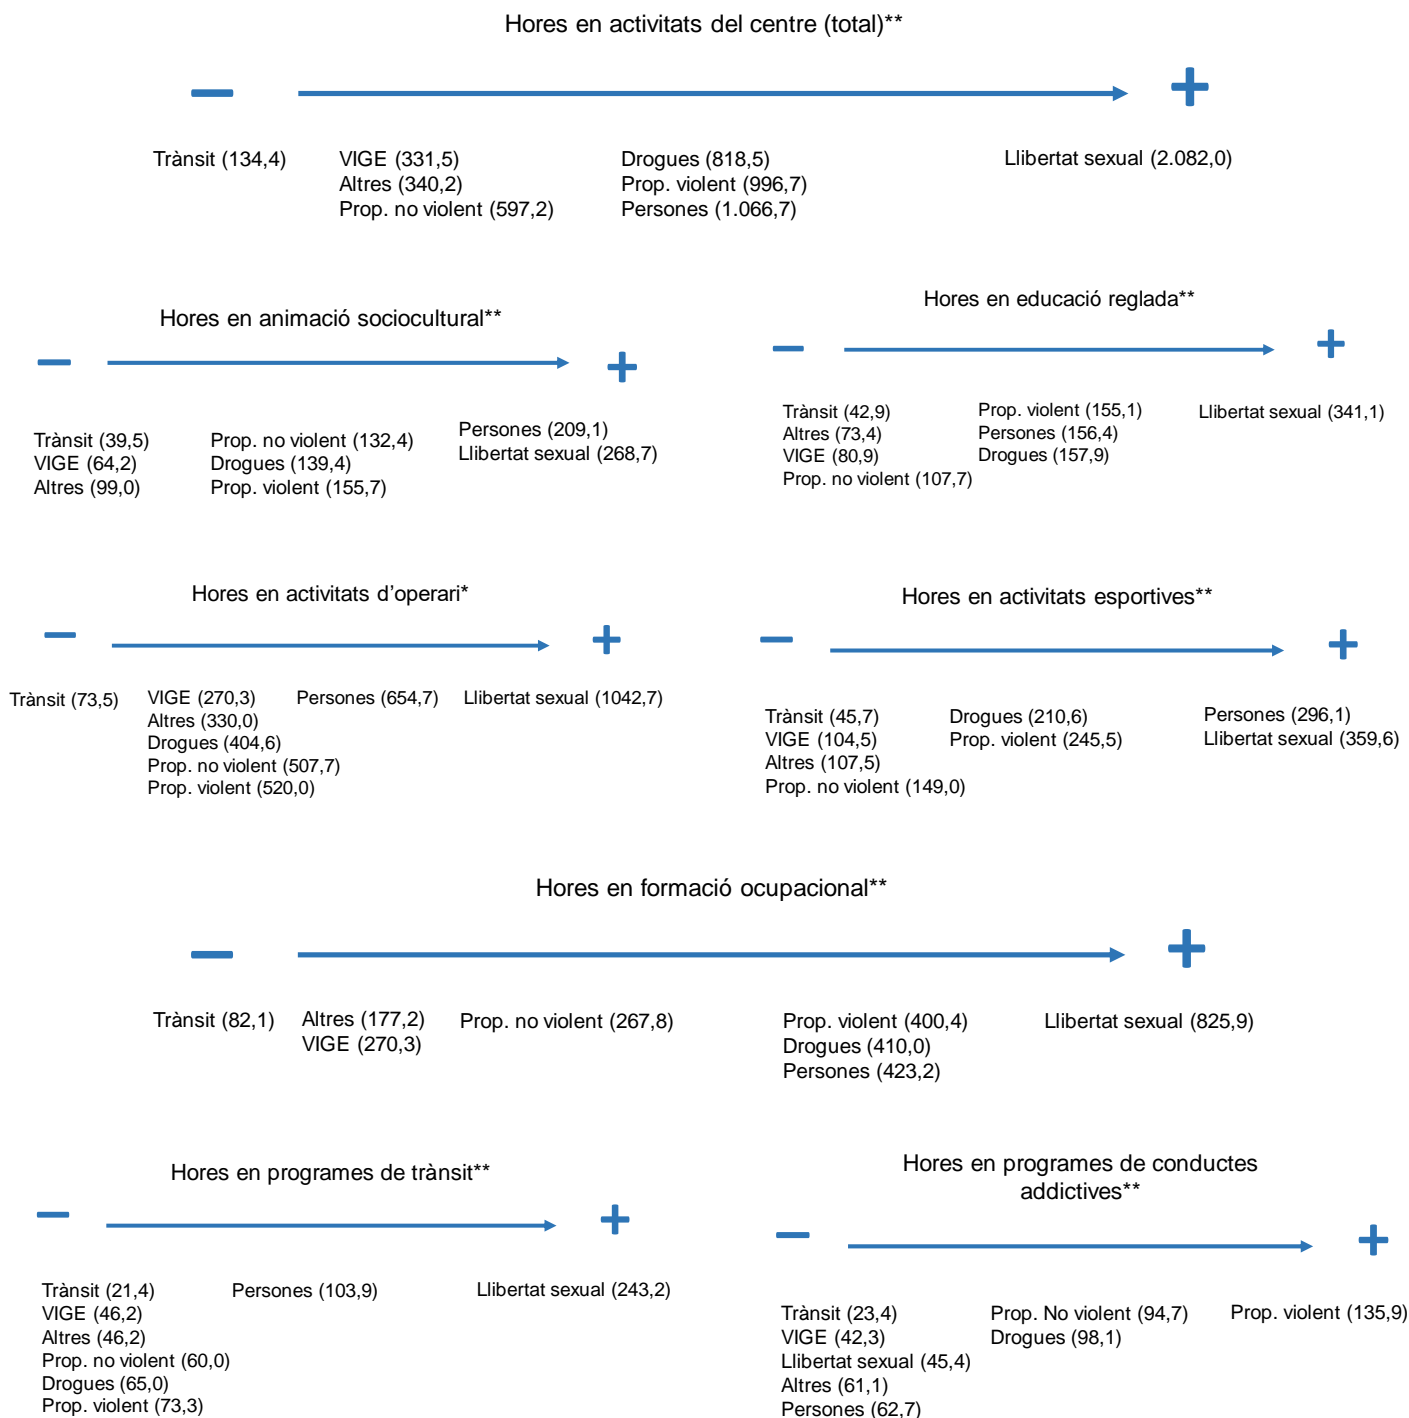 Hores en activitats del centre (total)**
Trànsit (134,4)
VIGE (331,5)
Altres (340,2)
Prop. no violent (597,2)
Drogues (818,5)
Prop. violent (996,7)
Persones (1.066,7)
Llibertat sexual (2.082,0)
Hores en animació sociocultural**
Trànsit (39,5)
VIGE (64,2)
Altres (99,0)
Prop. no violent (132,4)
Drogues (139,4)
Prop. violent (155,7)
Persones (209,1)
Llibertat sexual (268,7)
Hores en educació reglada**
Trànsit (42,9)
Altres (73,4)
VIGE (80,9)
Prop. no violent (107,7)
Prop. violent (155,1)
Persones (156,4)
Drogues (157,9)
Llibertat sexual (341,1)
Hores en activitats d’operari*
Trànsit (73,5)
VIGE (270,3)
Altres (330,0)
Drogues (404,6)
Prop. no violent (507,7)
Prop. violent (520,0)
Persones (654,7)
Llibertat sexual (1042,7)
Hores en activitats esportives**
Trànsit (45,7)
VIGE (104,5)
Altres (107,5)
Prop. no violent (149,0)
Drogues (210,6)
Prop. violent (245,5)
Persones (296,1)
Llibertat sexual (359,6)
Hores en formació ocupacional**
Trànsit (82,1)
Altres (177,2)
VIGE (270,3)
Prop. no violent (267,8)
Prop. violent (400,4)
Drogues (410,0)
Persones (423,2)
Llibertat sexual (825,9)
Hores en programes de trànsit**
Trànsit (21,4)
VIGE (46,2)
Altres (46,2)
Prop. no violent (60,0)
Drogues (65,0)
Prop. violent (73,3)
Persones (103,9)
Llibertat sexual (243,2)
Hores en programes de conductes
addictives**
Trànsit (23,4)
VIGE (42,3)
Llibertat sexual (45,4)
Altres (61,1)
Persones (62,7)
Prop. No violent (94,7)
Drogues (98,1)
Prop. violent (135,9)